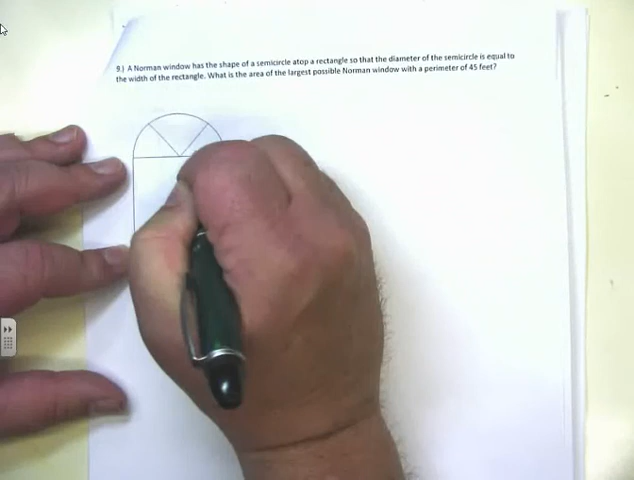 9.) A Norman window has the shape of a semicircle atop a rectangle so that the diameter of the semicircle is equal to
the width of the rectangle. What is the area of the largest possible Norman window with a perimeter of 45 feet?